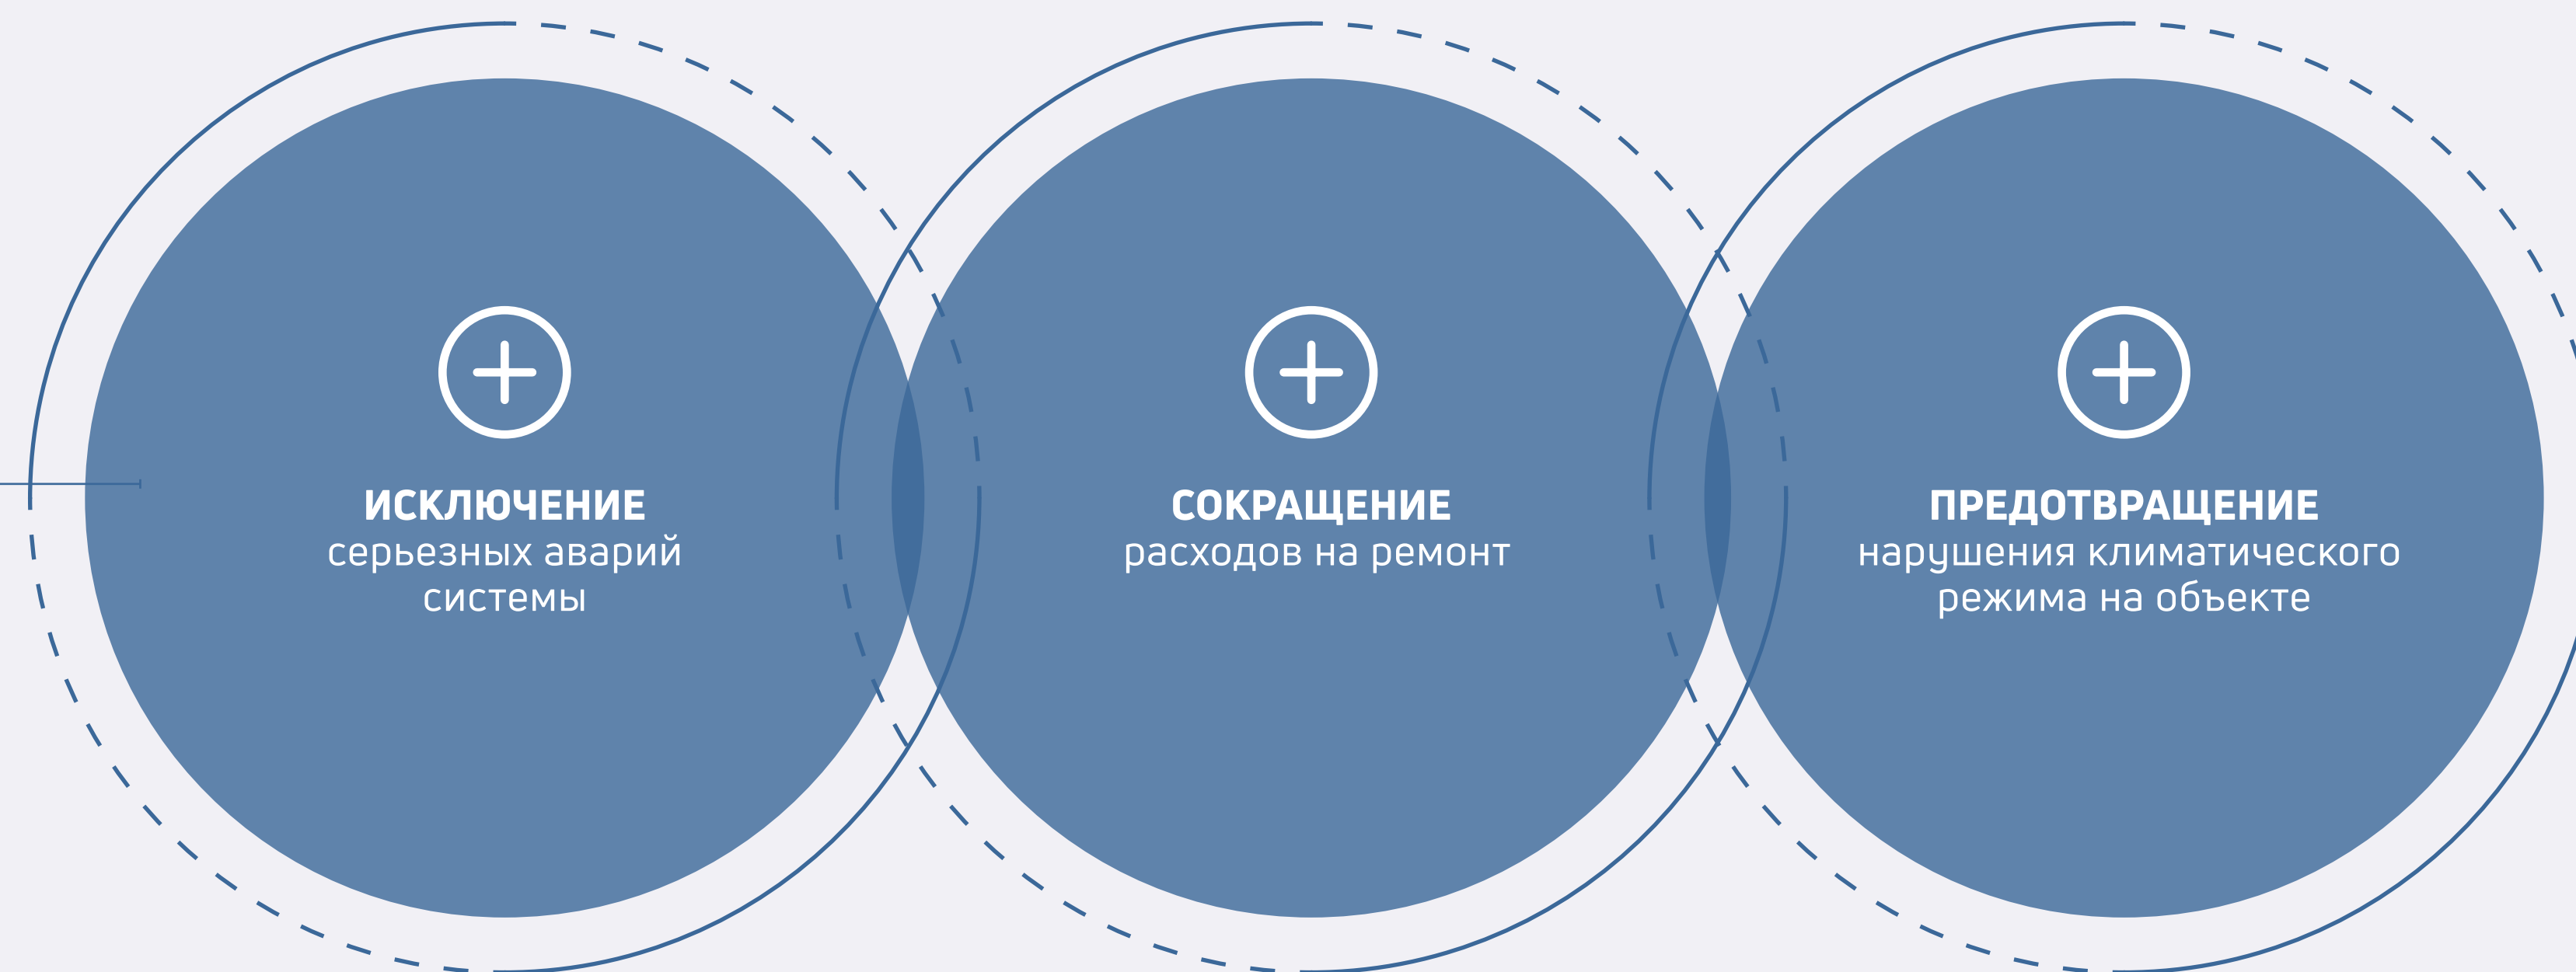 ИСКЛЮЧЕНИЕ
серьезных аварий
системы
СОКРАЩЕНИЕ
расходов на ремонт
ПРЕДОТВРАЩЕНИЕ
нарушения климатического
режима на объекте